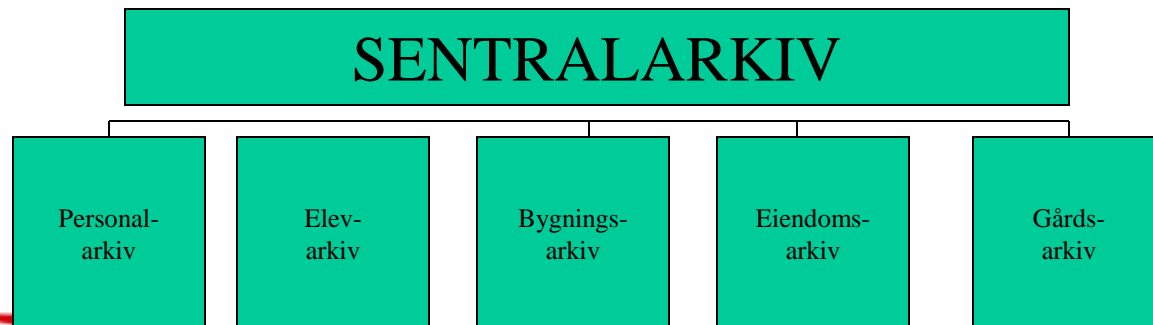 SENTRALARKIV
Personal-
arkiv
Elev-
arkiv
Bygnings-
arkiv
Eiendoms-
arkiv
Gårds-
arkiv